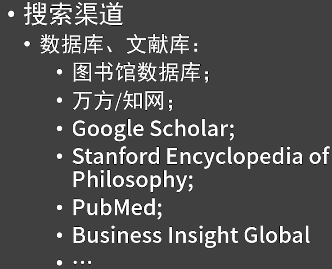 • 搜索渠道
• 数据库、文献库：
• 图书馆数据库；
• 万方/知网；
• Google Scholar;
• Stanford Encyclopedia of
Philosophy;
• PubMed;
• Business Insight Global
• …